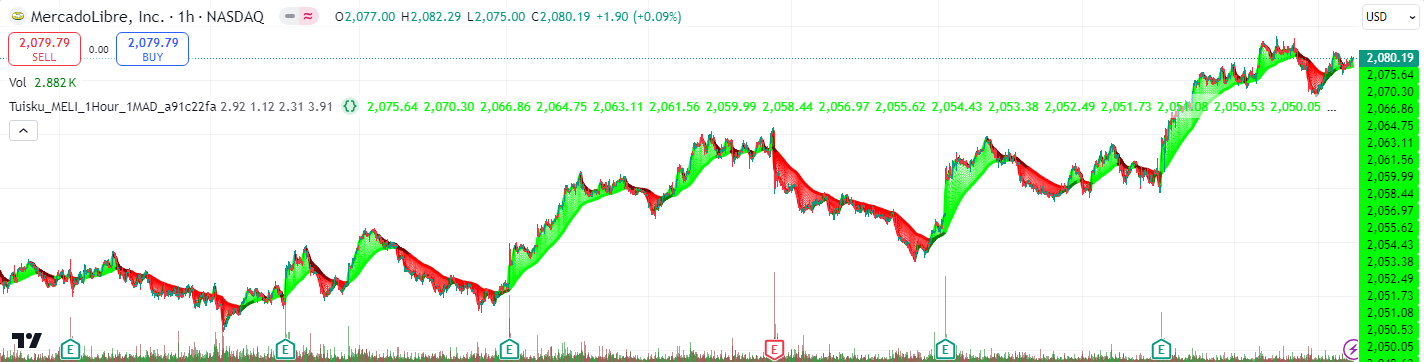 MercadoLibre, Inc. · 1h · NASDAQ O2,077.00 H2,082.29 L2,075.00 C2,080.19 +1.90 (+0.09%)
USD
2,079.79 0.00 2,079.79
SELL BUY
Vol 2.882 K
Tuisku_MELI_1Hour_1MAD_a91c22fa 2.92 1.12 2.31 3.91 {} 2,075.64 2,070.30 2,066.86 2,064.75 2,063.11 2,061.56 2,059.99 2,058.44 2,056.97 2,055.62 2,054.43 2,053.38 2,052.49 2,051.73 2,051.08 2,050.53 2,050.05 ...
2,080.19
2,075.64
2,070.30
2,066.86
2,064.75
2,063.11
2,061.56
2,059.99
2,058.44
2,056.97
2,055.62
2,054.43
2,053.38
2,052.49
2,051.73
2,051.08
2,050.53
2,050.05
E E E E E E